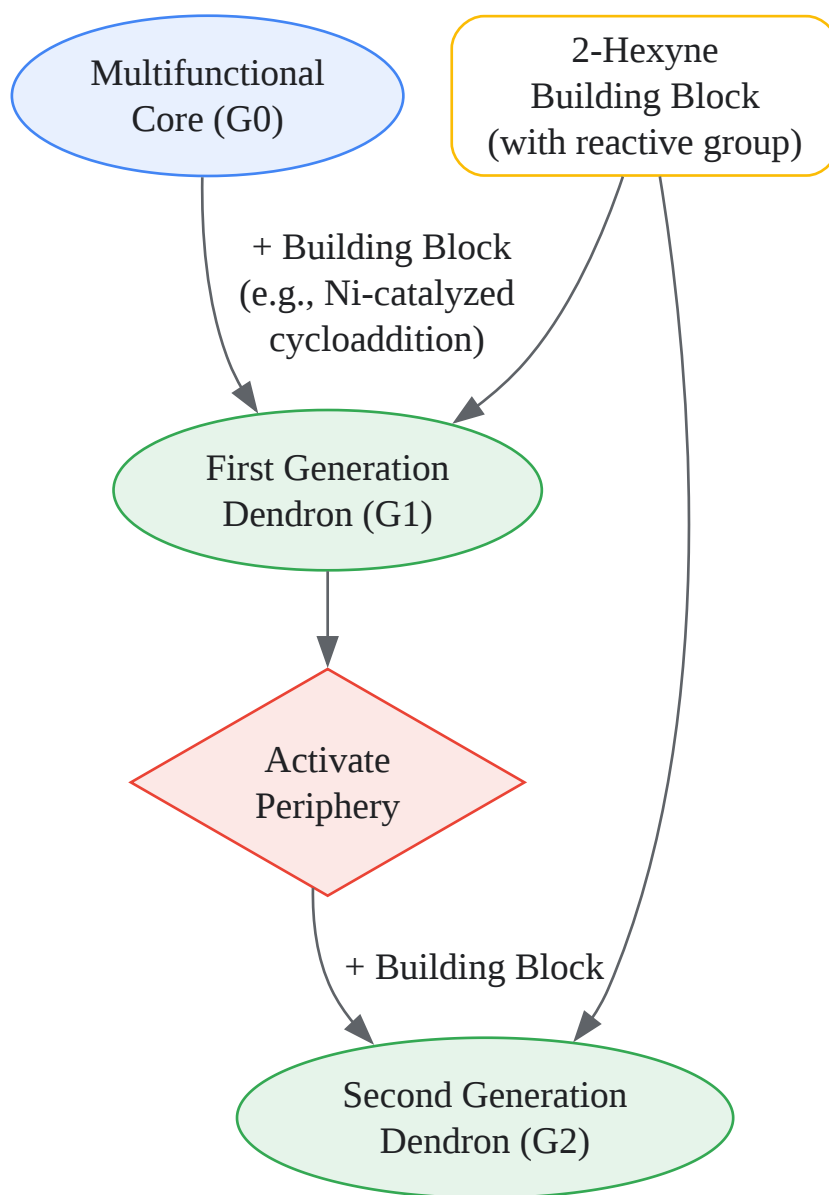 Multifunctional
Core (G0)
2-Hexyne
Building Block
(with reactive group)
+ Building Block
(e.g., Ni-catalyzed
cycloaddition)
First Generation
Dendron (G1)
Activate
Periphery
+ Building Block
Second Generation
Dendron (G2)